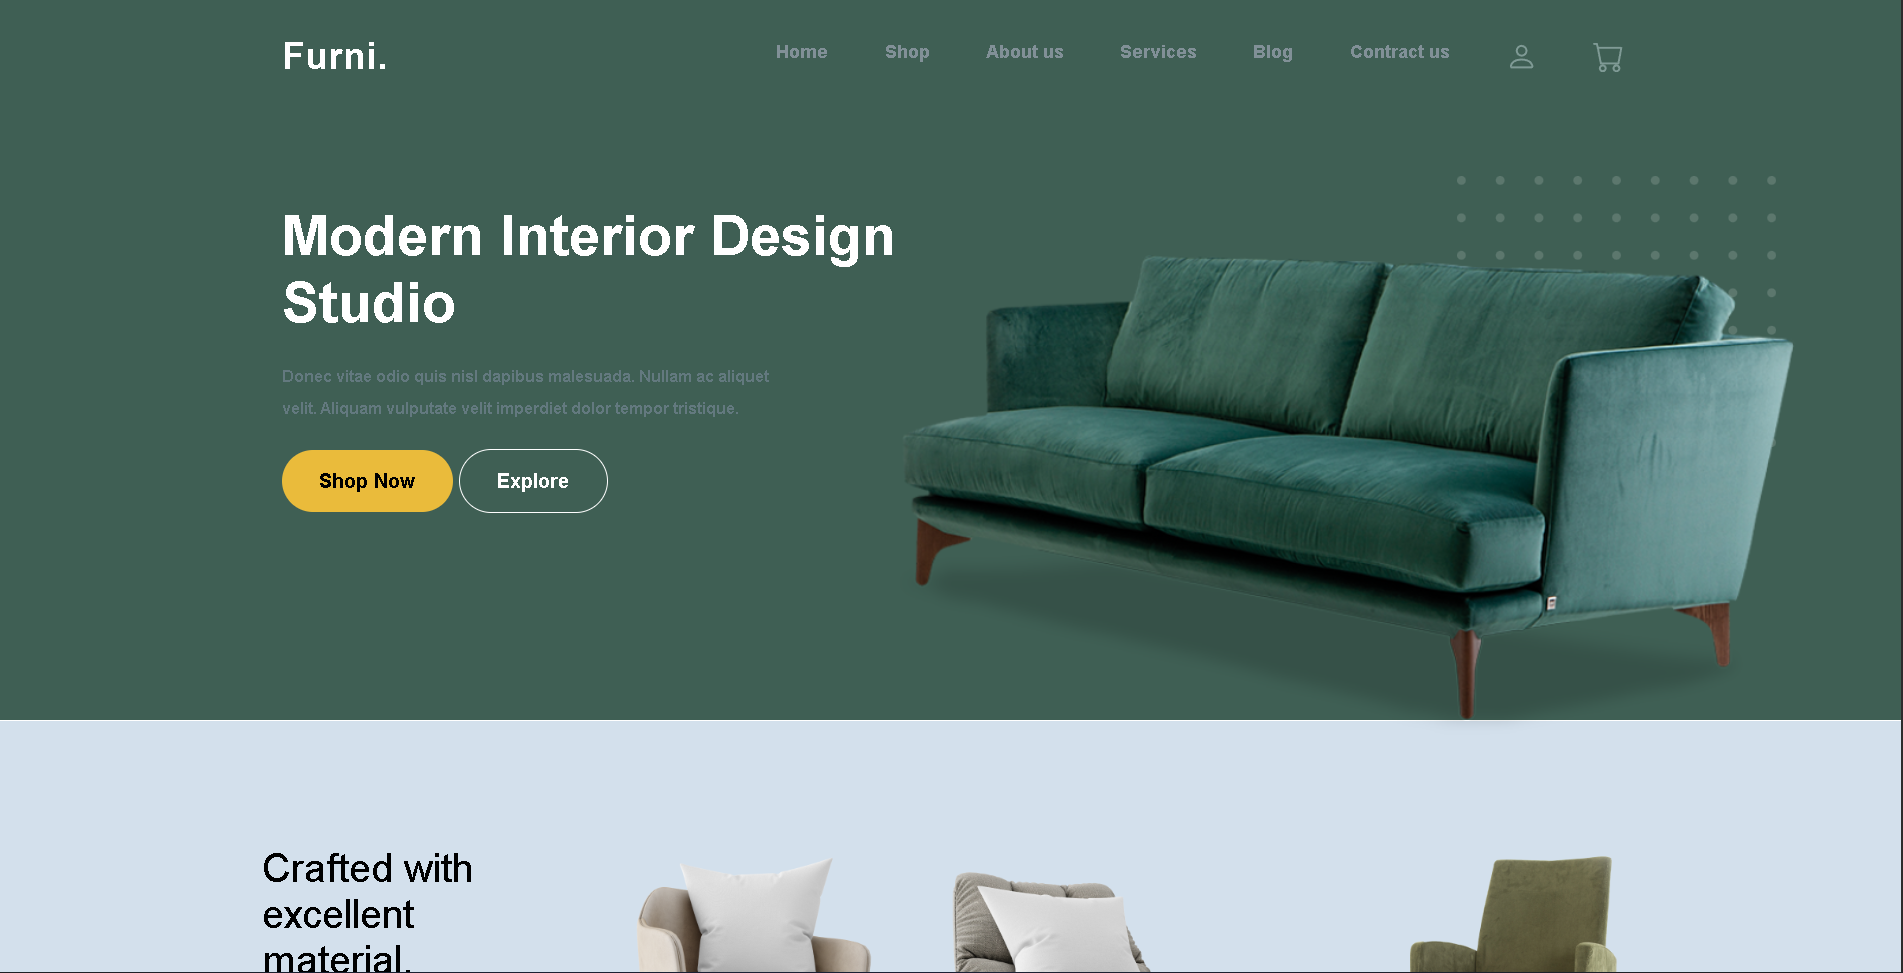 Furni.
Home Shop About us Services Blog Contract us
Modern Interior Design
Studio
Donec vitae odio quis nisl dapibus malesuada. Nullam ac aliquet
velit. Aliquam vulputate velit imperdiet dolor tempor tristique.
Shop Now Explore
Crafted with
excellent
material.